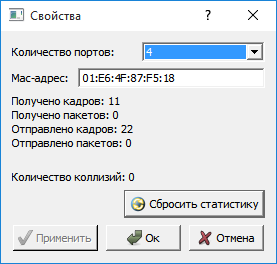 Свойства
?
Количество портов: 4
Мас-адрес: 01:E6:4F:87:F5:18
Получено кадров: 11
Получено пакетов: 0
Отправлено кадров: 22
Отправлено пакетов: 0
Количество коллизий: 0
Сбросить статистику
Применить Ок Отмена